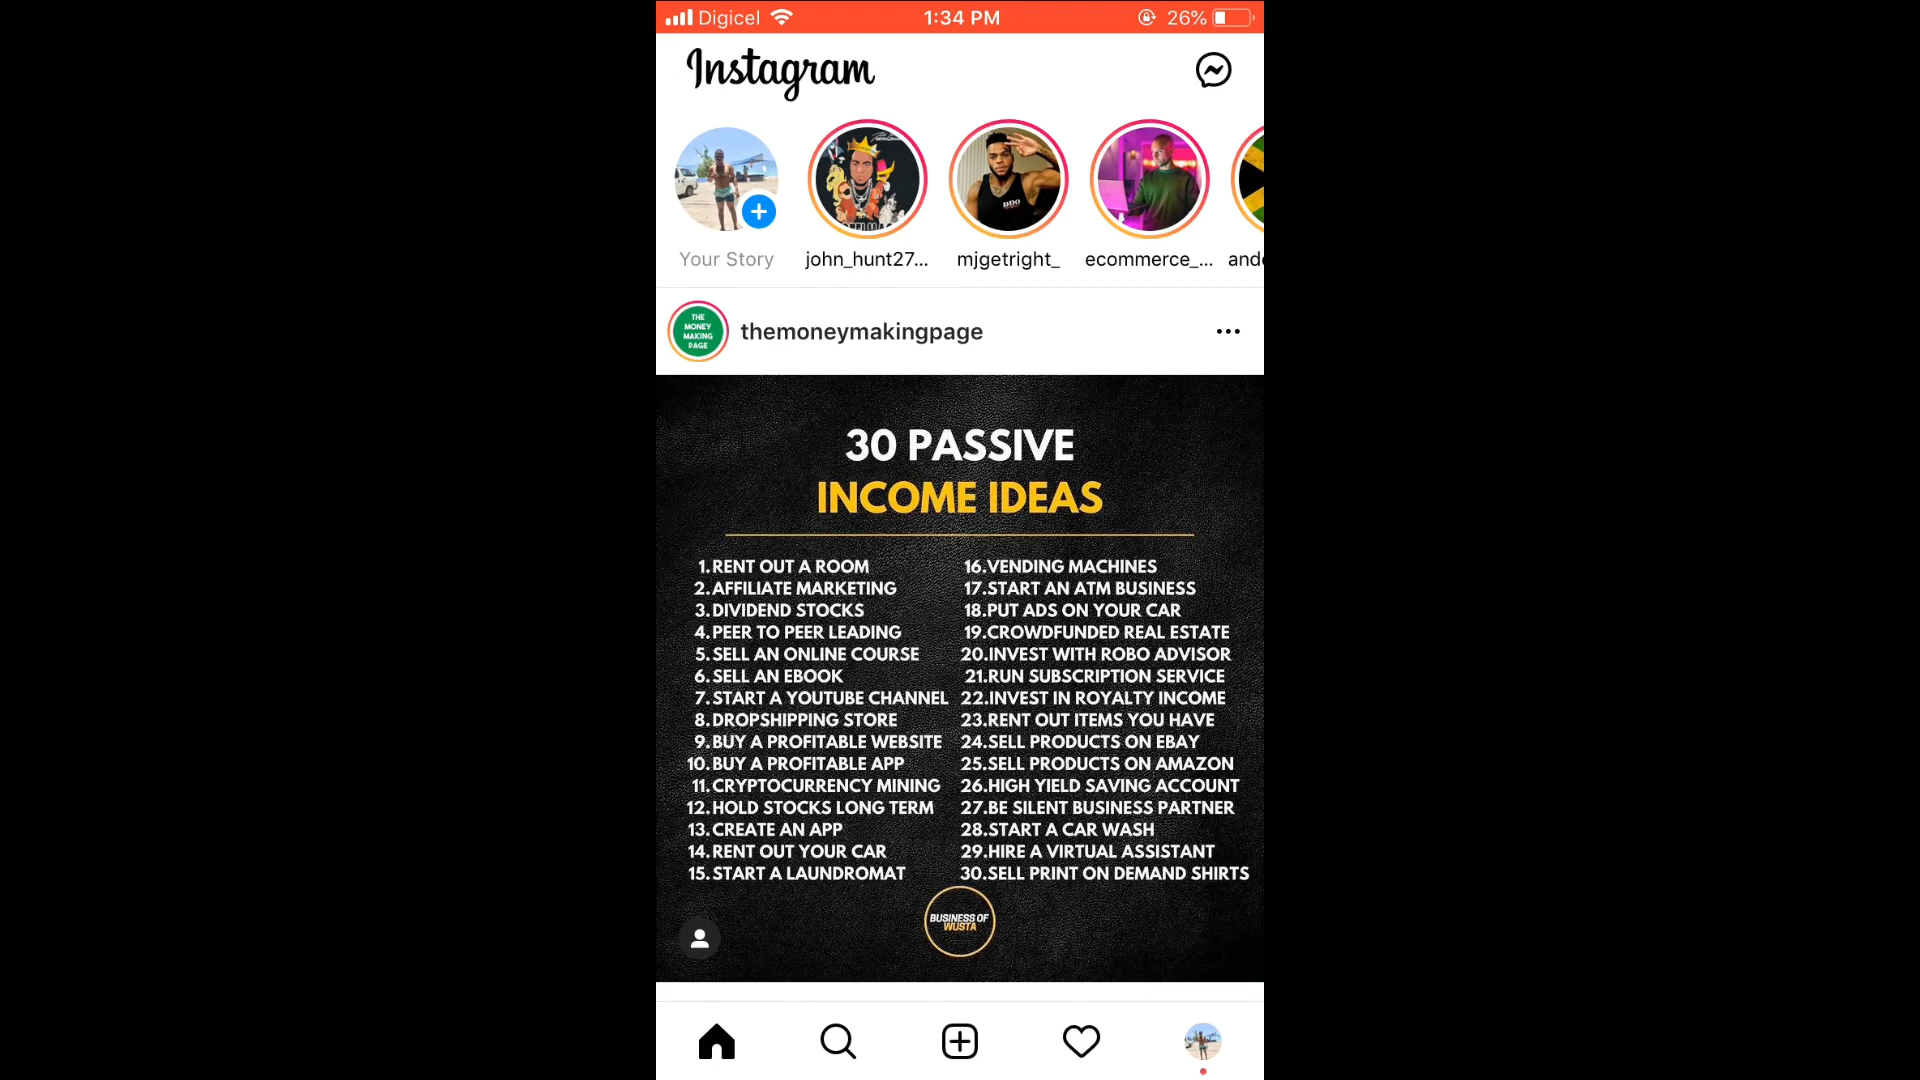 Digicel
1:34 PM
26%
Instagram
DDO
Your Story
john_hunt27...
mjgetright_
ecommerce_...
and
THE
MONEY
MAKING
PAGE
themoneymakingpage
30 PASSIVE
INCOME IDEAS
1. RENT OUT A ROOM
2. AFFILIATE MARKETING
3. DIVIDEND STOCKS
4. PEER TO PEER LEADING
5. SELL AN ONLINE COURSE
6. SELL AN EBOOK
7. START A YOUTUBE CHANNEL
8. DROPSHIPPING STORE
9. BUY A PROFITABLE WEBSITE
10. BUY A PROFITABLE APP
11. CRYPTOCURRENCY MINING
12. HOLD STOCKS LONG TERM
13. CREATE AN APP
14. RENT OUT YOUR CAR
15. START A LAUNDROMAT
16.VENDING MACHINES
17.START AN ATM BUSINESS
18.PUT ADS ON YOUR CAR
19.CROWDFUNDED REAL ESTATE
20.INVEST WITH ROBO ADVISOR
21.RUN SUBSCRIPTION SERVICE
22.INVEST IN ROYALTY INCOME
23.RENT OUT ITEMS YOU HAVE
24.SELL PRODUCTS ON EBAY
25.SELL PRODUCTS ON AMAZON
26.HIGH YIELD SAVING ACCOUNT
27.BE SILENT BUSINESS PARTNER
28.START A CAR WASH
29.HIRE A VIRTUAL ASSISTANT
30.SELL PRINT ON DEMAND SHIRTS
BUSINESS OF
WUSTA